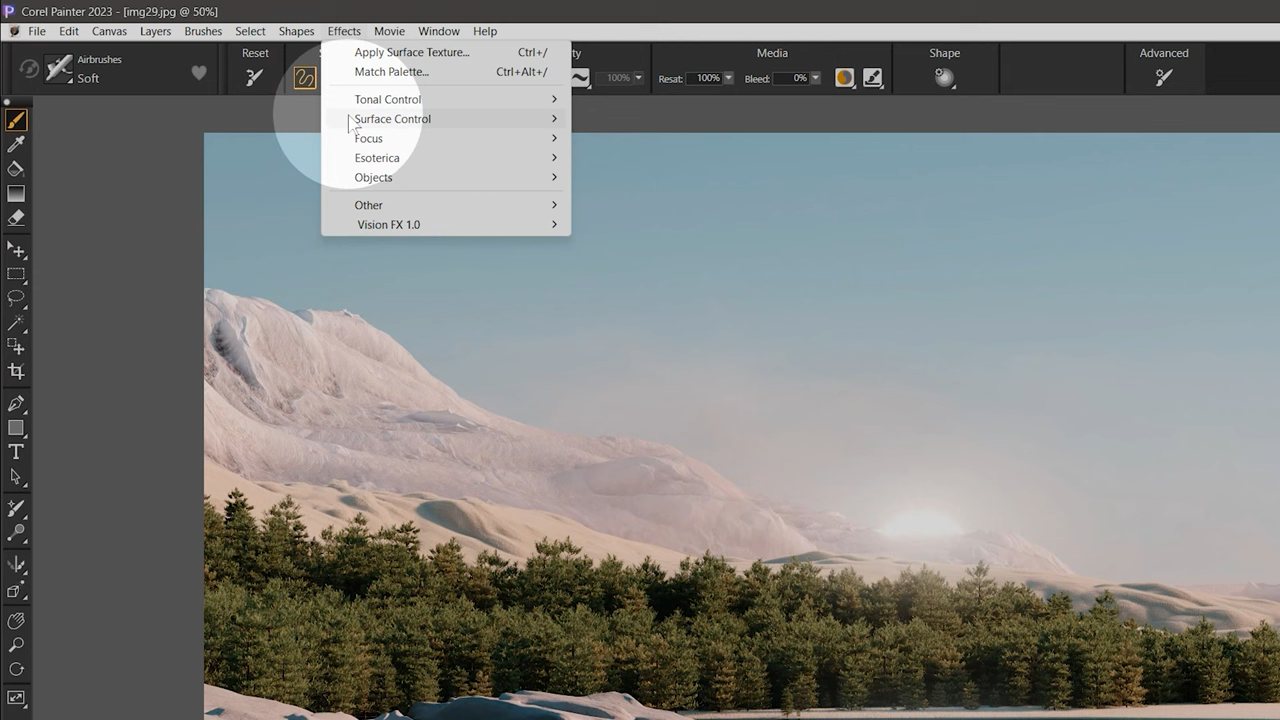 Corel Painter 2023 - [img29.jpg @ 50%]
File Edit Canvas Layers Brushes Select Shapes Effects Movie Window Help
Airbrushes
Soft
Reset
Media
Shape
Advanced
100%
Resat: 100%
Bleed: 0%
Apply Surface Texture... Ctrl+/
Match Palette... Ctrl+Alt+/
Tonal Control
Surface Control
Focus
Esoterica
Objects
Other
Vision FX 1.0